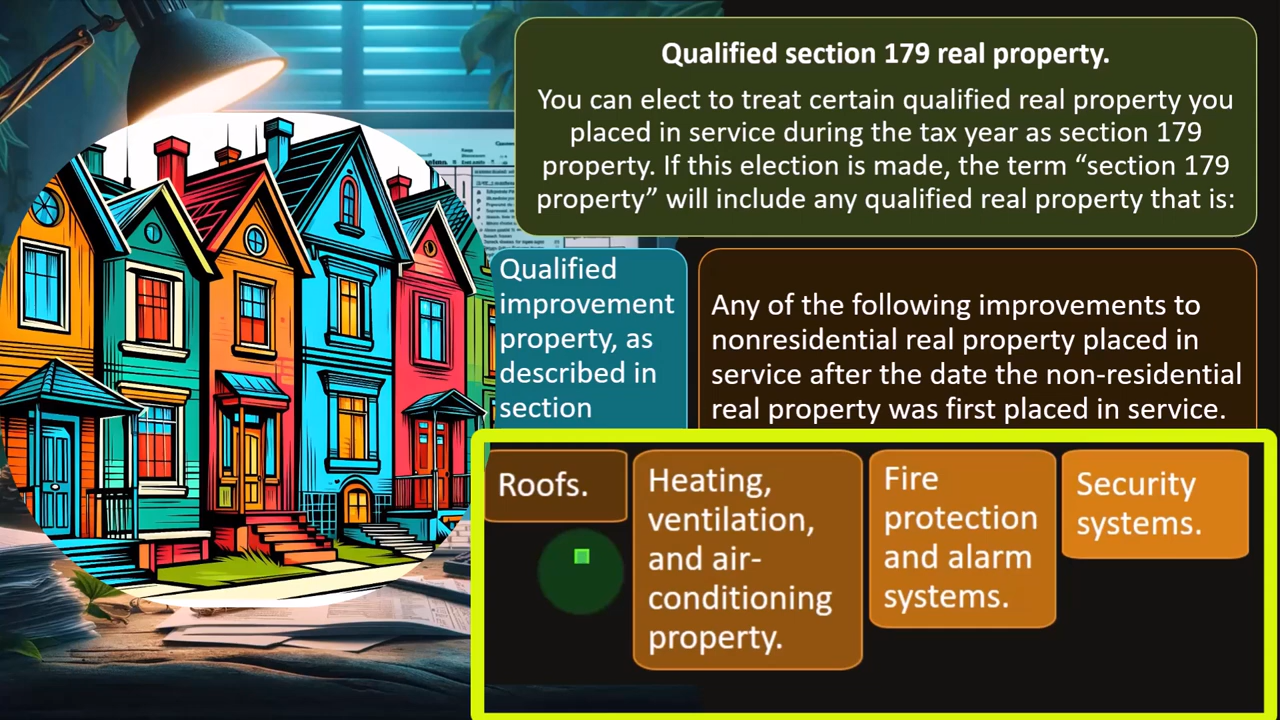 Qualified section 179 real property.
You can elect to treat certain qualified real property you
placed in service during the tax year as section 179
property. If this election is made, the term “section 179
property” will include any qualified real property that is:
Qualified
improvement
property, as
described in
section
Any of the following improvements to
nonresidential real property placed in
service after the date the non-residential
real property was first placed in service.
Roofs.
Heating,
ventilation,
and air-
conditioning
property.
Fire
protection
and alarm
systems.
Security
systems.